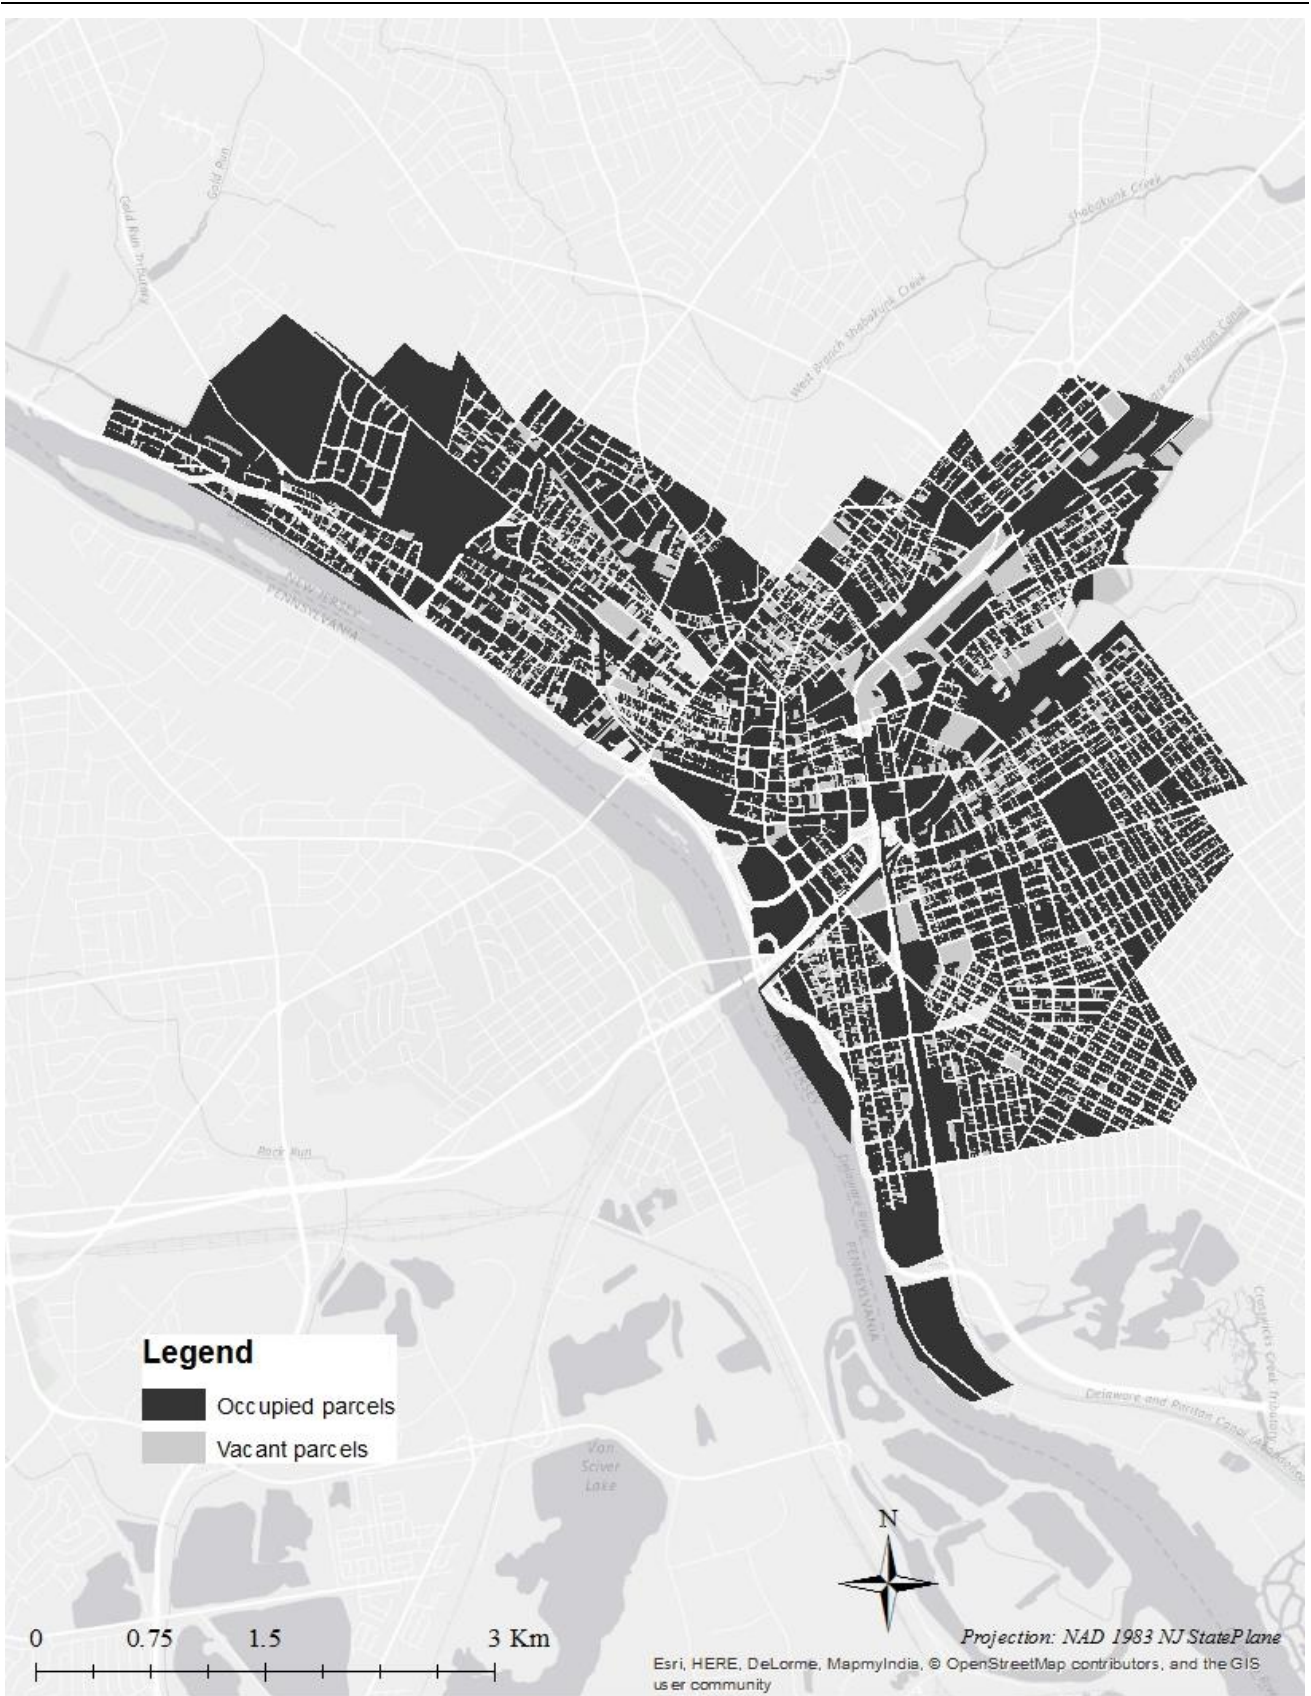 Gold Run
Gold Run Tributary
Shabakunk Creek
West Branch Shabakunk Creek
and Raritan Canal
NEW JERSEY
PENNSYLVANIA
Rock Run
Delaware River
PENNSYLVANIA
Legend
Occupied parcels
Vacant parcels
Van
Sciver
Lake
Crosswicks Creek Tributary
Delaware and Raritan Canal
N
0 0.75 1.5 3 Km
Projection: NAD 1983 NJ StatePlane
Esri, HERE, DeLorme, MapmyIndia, © OpenStreetMap contributors, and the GIS
user community